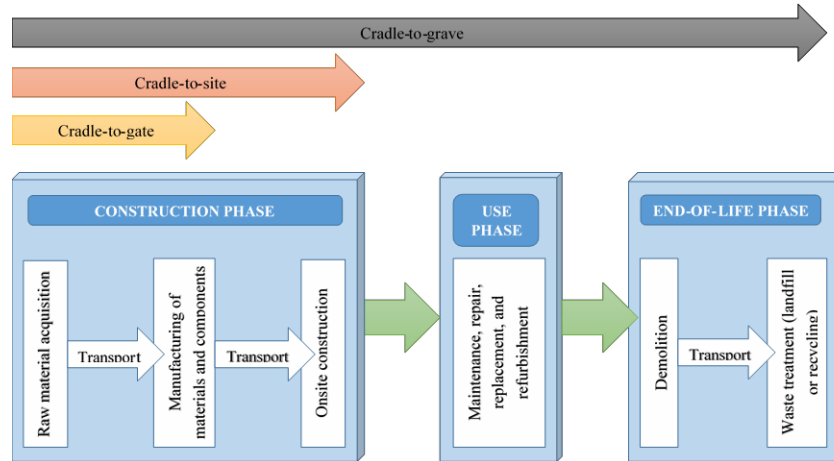 Cradle-to-grave
Cradle-to-site
Cradle-to-gate
CONSTRUCTION PHASE
Raw material acquisition
Transport
Manufacturing of
materials and components
Transport
Onsite construction
USE
PHASE
Maintenance, repair,
replacement, and
refurbishment
END-OF-LIFE PHASE
Demolition
Transport
Waste treatment (landfill
or recycling)